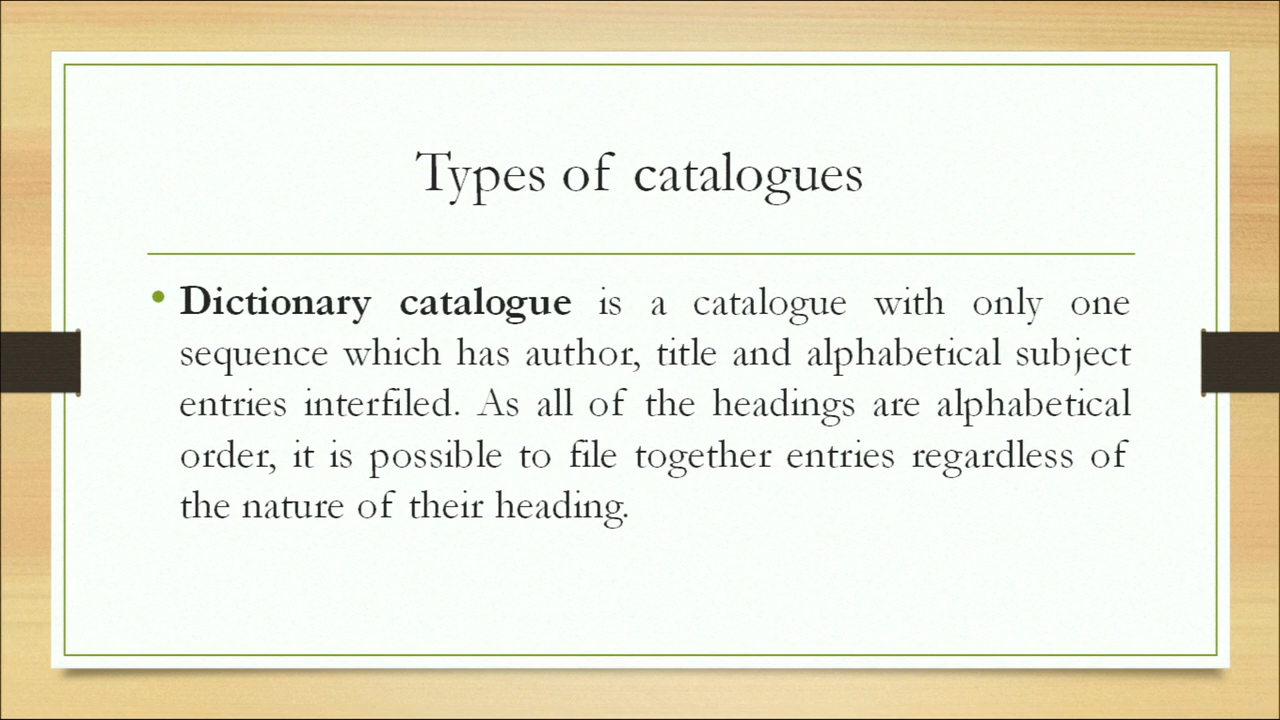 Types of catalogues
• Dictionary catalogue is a catalogue with only one
sequence which has author, title and alphabetical subject
entries interfiled. As all of the headings are alphabetical
order, it is possible to file together entries regardless of
the nature of their heading.